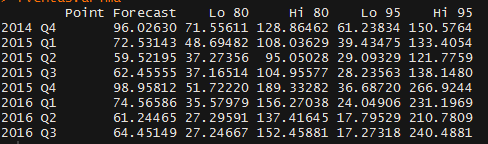 Point Forecast Lo 80 Hi 80 Lo 95 Hi 95
2014 Q4 96.02630 71.55611 128.86462 61.23834 150.5764
2015 Q1 72.53143 48.69482 108.03629 39.43475 133.4054
2015 Q2 59.52195 37.27356 95.05028 29.09329 121.7759
2015 Q3 62.45555 37.16514 104.95577 28.23563 138.1480
2015 Q4 98.95812 51.72220 189.33282 36.68720 266.9244
2016 Q1 74.56586 35.57979 156.27038 24.04906 231.1969
2016 Q2 61.24465 27.29591 137.41645 17.79529 210.7809
2016 Q3 64.45149 27.24667 152.45881 17.27318 240.4881